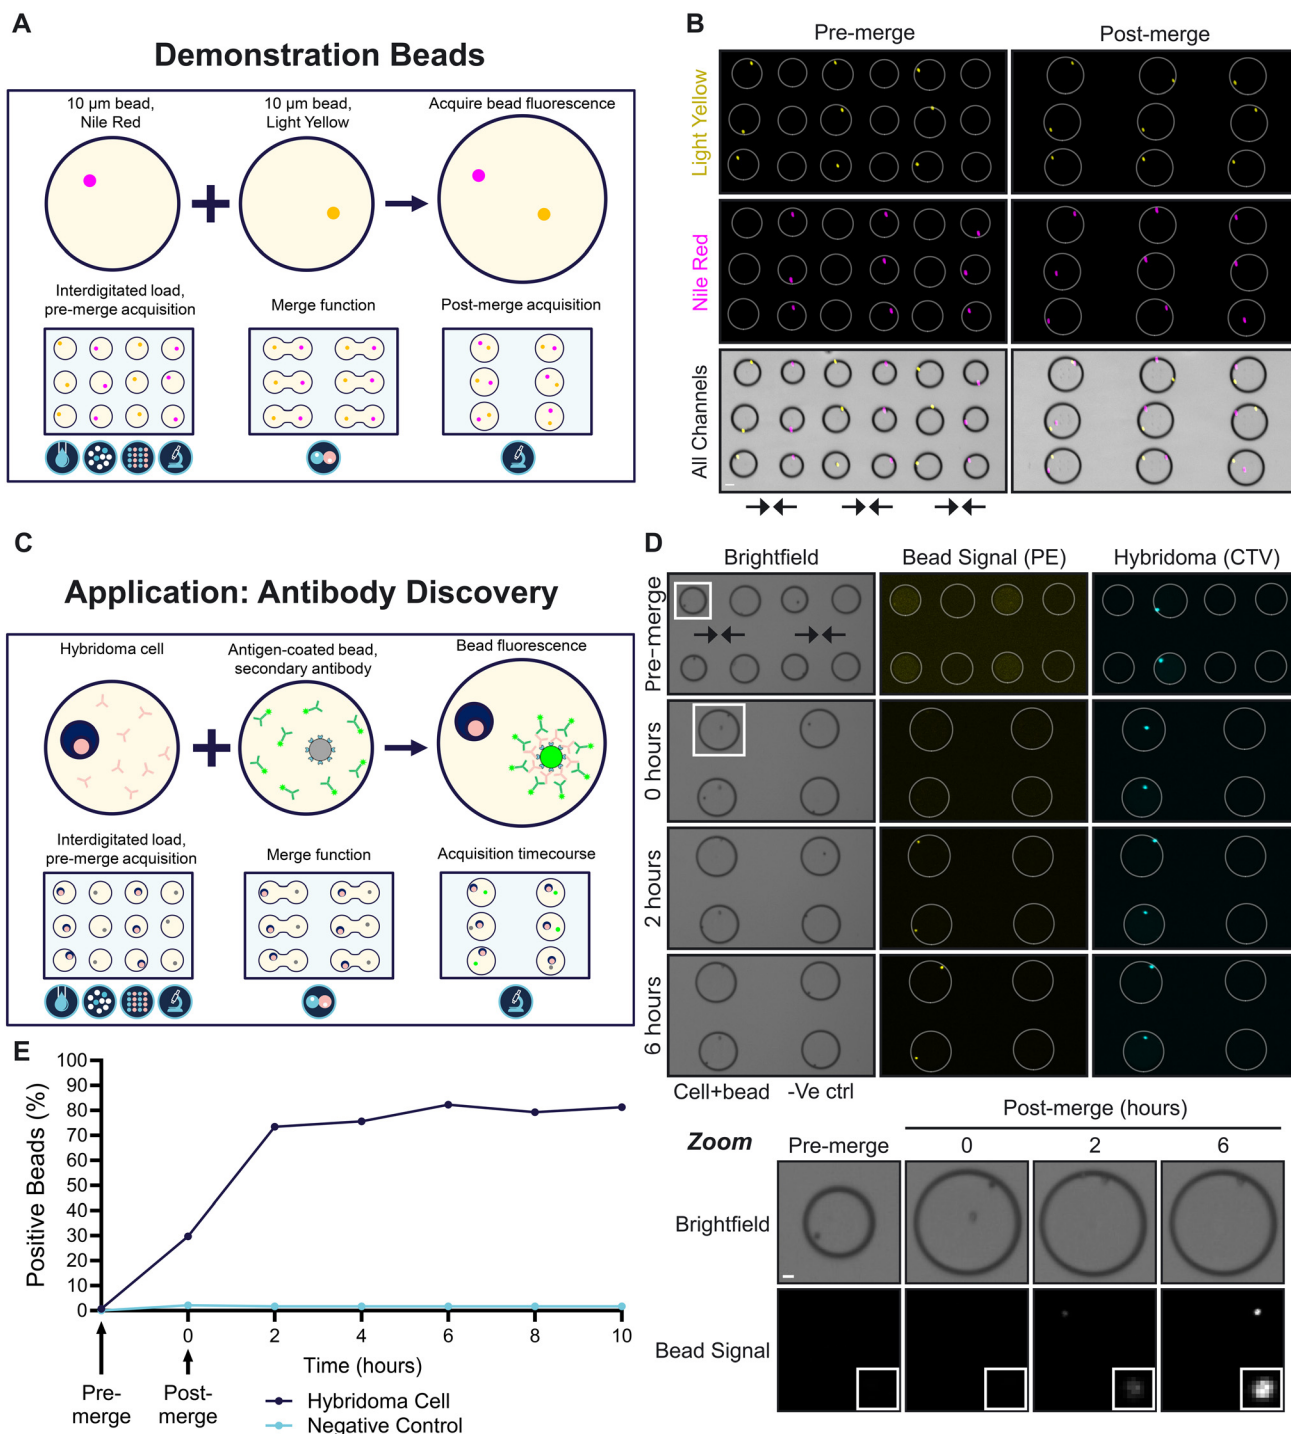 A
Demonstration Beads
10 µm bead,
Nile Red
10 µm bead,
Light Yellow
Acquire bead fluorescence
Interdigitated load,
pre-merge acquisition
Merge function
Post-merge acquisition
B
Pre-merge
Post-merge
Light Yellow
Nile Red
All Channels
C
Application: Antibody Discovery
Hybridoma cell
Antigen-coated bead,
secondary antibody
Bead fluorescence
Interdigitated load,
pre-merge acquisition
Merge function
Acquisition timecourse
D
Brightfield
Bead Signal (PE)
Hybridoma (CTV)
Pre-merge
0 hours
2 hours
6 hours
Cell+bead
-Ve ctrl
Zoom
Pre-merge
Post-merge (hours)
0
2
6
Brightfield
Bead Signal
E
Positive Beads (%)
100
90
80
70
60
50
40
30
20
10
0
0
2
4
6
8
10
Time (hours)
Pre-
merge
Post-
merge
Hybridoma Cell
Negative Control